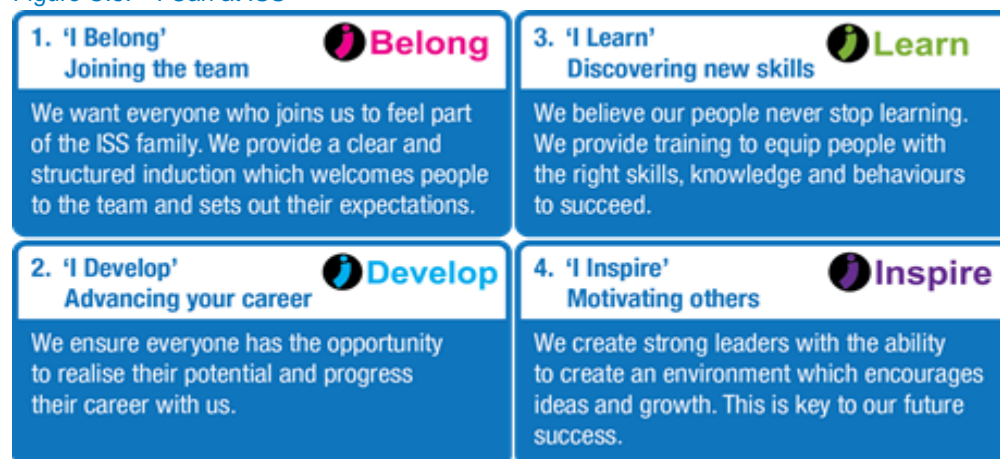 1. ‘I Belong’
Joining the team
Belong
We want everyone who joins us to feel part
of the ISS family. We provide a clear and
structured induction which welcomes people
to the team and sets out their expectations.
2. ‘I Develop’
Advancing your career
Develop
We ensure everyone has the opportunity
to realise their potential and progress
their career with us.
3. ‘I Learn’
Discovering new skills
Learn
We believe our people never stop learning.
We provide training to equip people with
the right skills, knowledge and behaviours
to succeed.
4. ‘I Inspire’
Motivating others
Inspire
We create strong leaders with the ability
to create an environment which encourages
ideas and growth. This is key to our future
success.